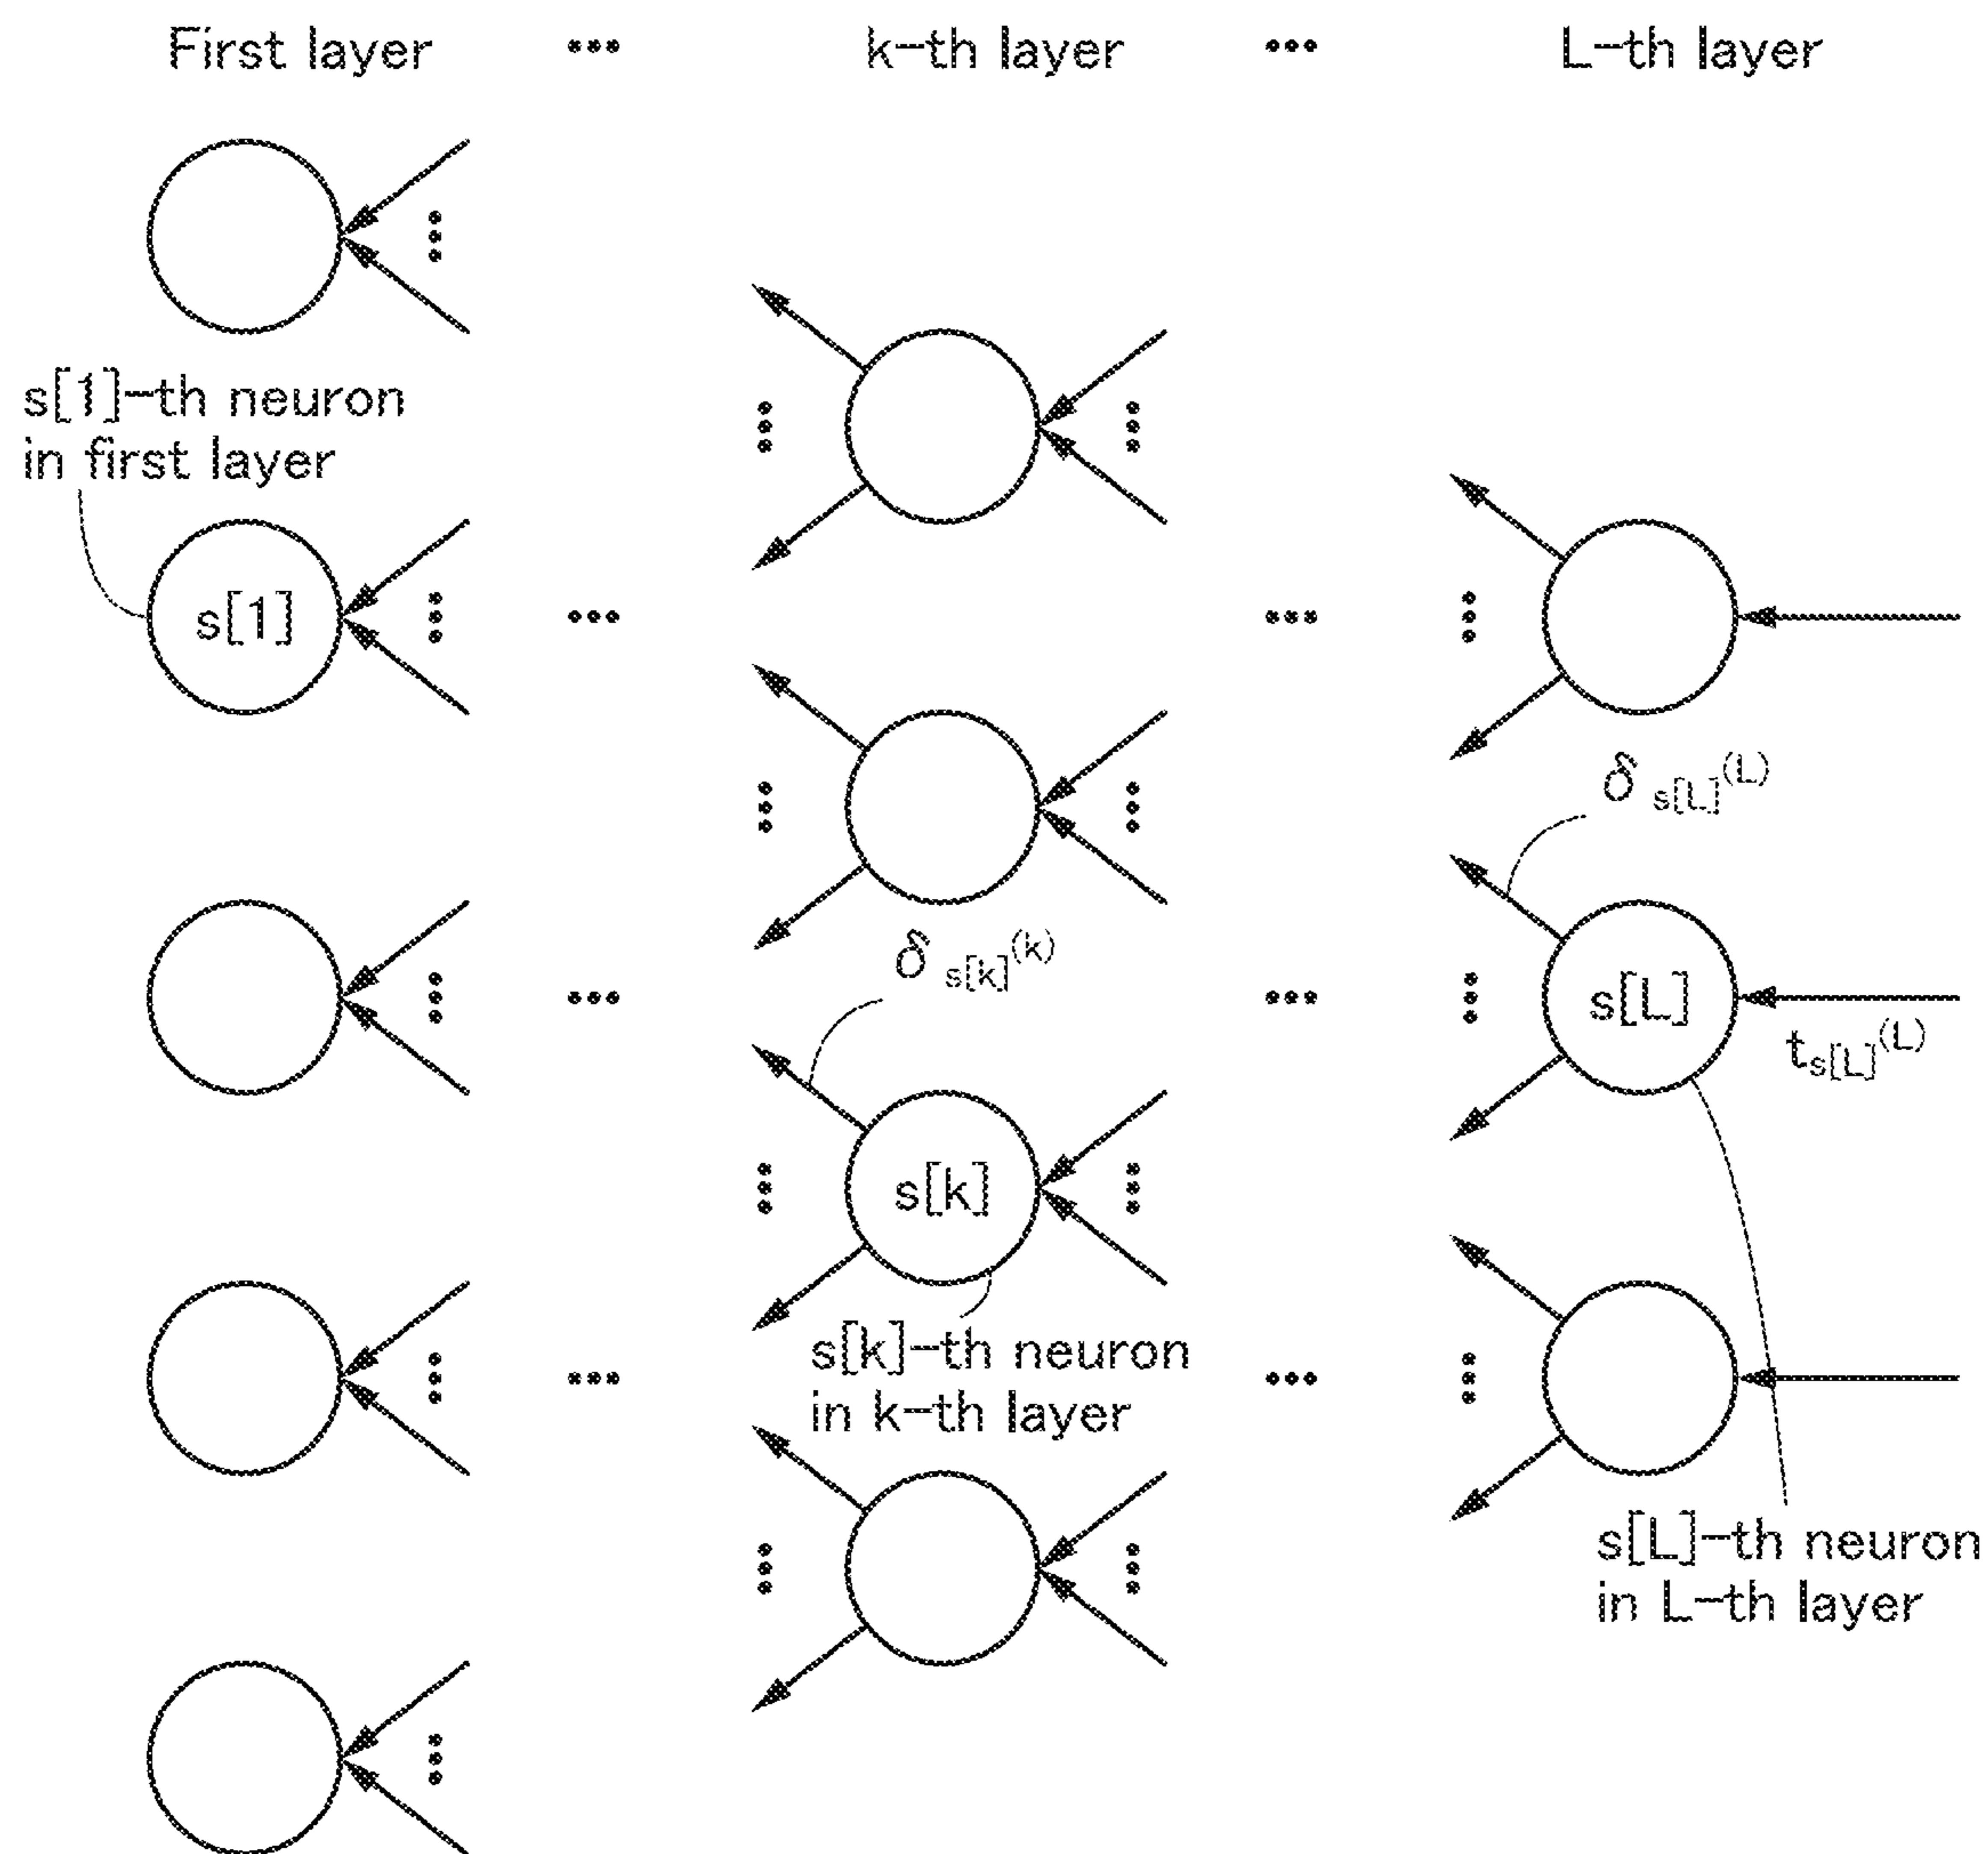 First layer ••• k-th layer ••• L-th layer
s[1]-th neuron
in first layer
s[1]
δ s[L](L)
δ s[k](k)
s[L]
ts[L](L)
s[k]
s[k]-th neuron
in k-th layer
s[L]-th neuron
in L-th layer